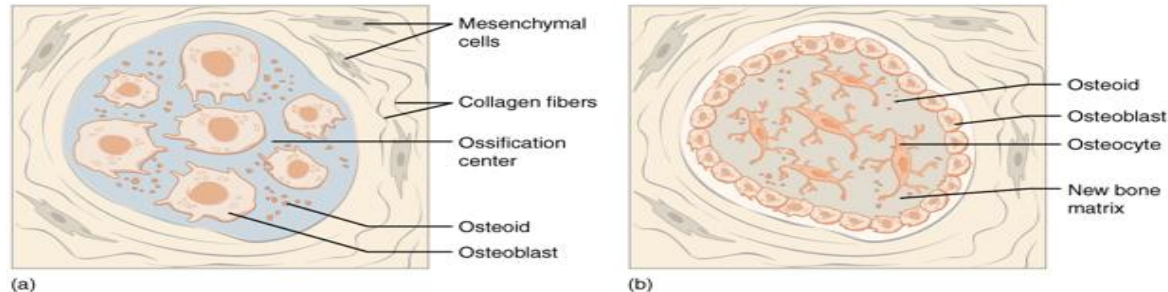 Mesenchymal
cells
Collagen fibers
Ossification
center
Osteoid
Osteoblast
(a)
Osteoid
Osteoblast
Osteocyte
New bone
matrix
(b)